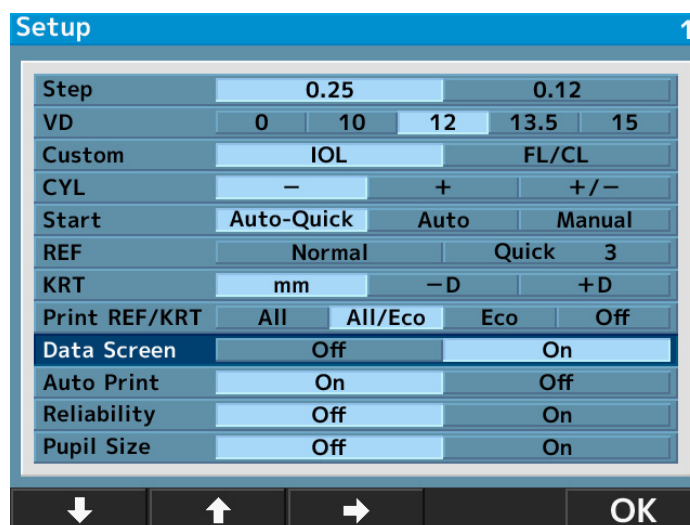 Setup 1
Step 0.25 0.12
VD 0 10 12 13.5 15
Custom IOL FL/CL
CYL − + +/−
Start Auto-Quick Auto Manual
REF Normal Quick 3
KRT mm −D +D
Print REF/KRT All All/Eco Eco Off
Data Screen Off On
Auto Print On Off
Reliability Off On
Pupil Size Off On
OK